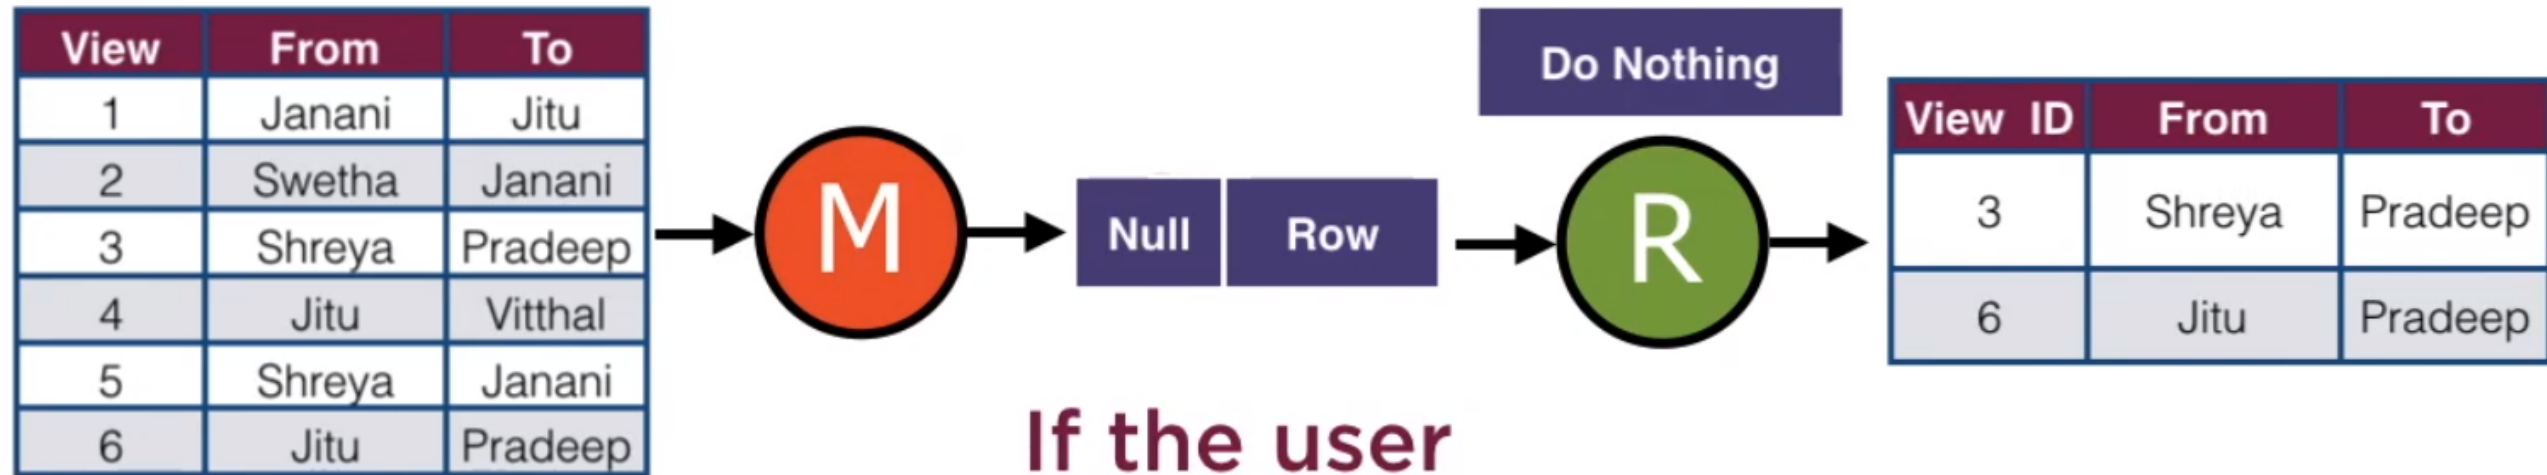 View From To
1 Janani Jitu
2 Swetha Janani
3 Shreya Pradeep
4 Jitu Vitthal
5 Shreya Janani
6 Jitu Pradeep
M
Null Row
Do Nothing
R
View ID From To
3 Shreya Pradeep
6 Jitu Pradeep
If the user